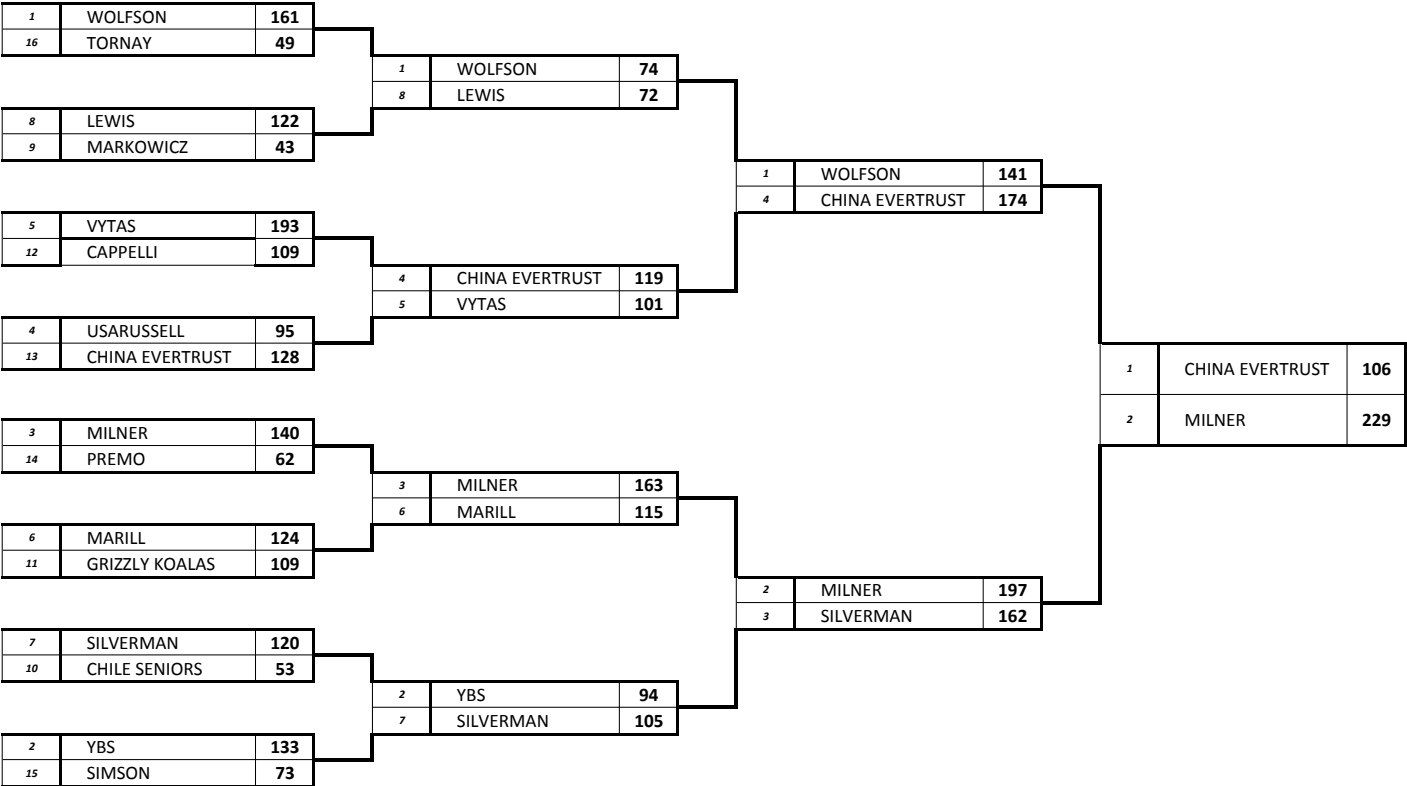 1 WOLFSON 161
16 TORNAY 49
8 LEWIS 122
9 MARKOWICZ 43
5 VYTAS 193
12 CAPPELLI 109
4 USARUSSELL 95
13 CHINA EVERTRUST 128
3 MILNER 140
14 PREMO 62
6 MARILL 124
11 GRIZZLY KOALAS 109
7 SILVERMAN 120
10 CHILE SENIORS 53
2 YBS 133
15 SIMSON 73
1 WOLFSON 74
8 LEWIS 72
4 CHINA EVERTRUST 119
5 VYTAS 101
3 MILNER 163
6 MARILL 115
2 YBS 94
7 SILVERMAN 105
1 WOLFSON 141
4 CHINA EVERTRUST 174
2 MILNER 197
3 SILVERMAN 162
1 CHINA EVERTRUST 106
2 MILNER 229